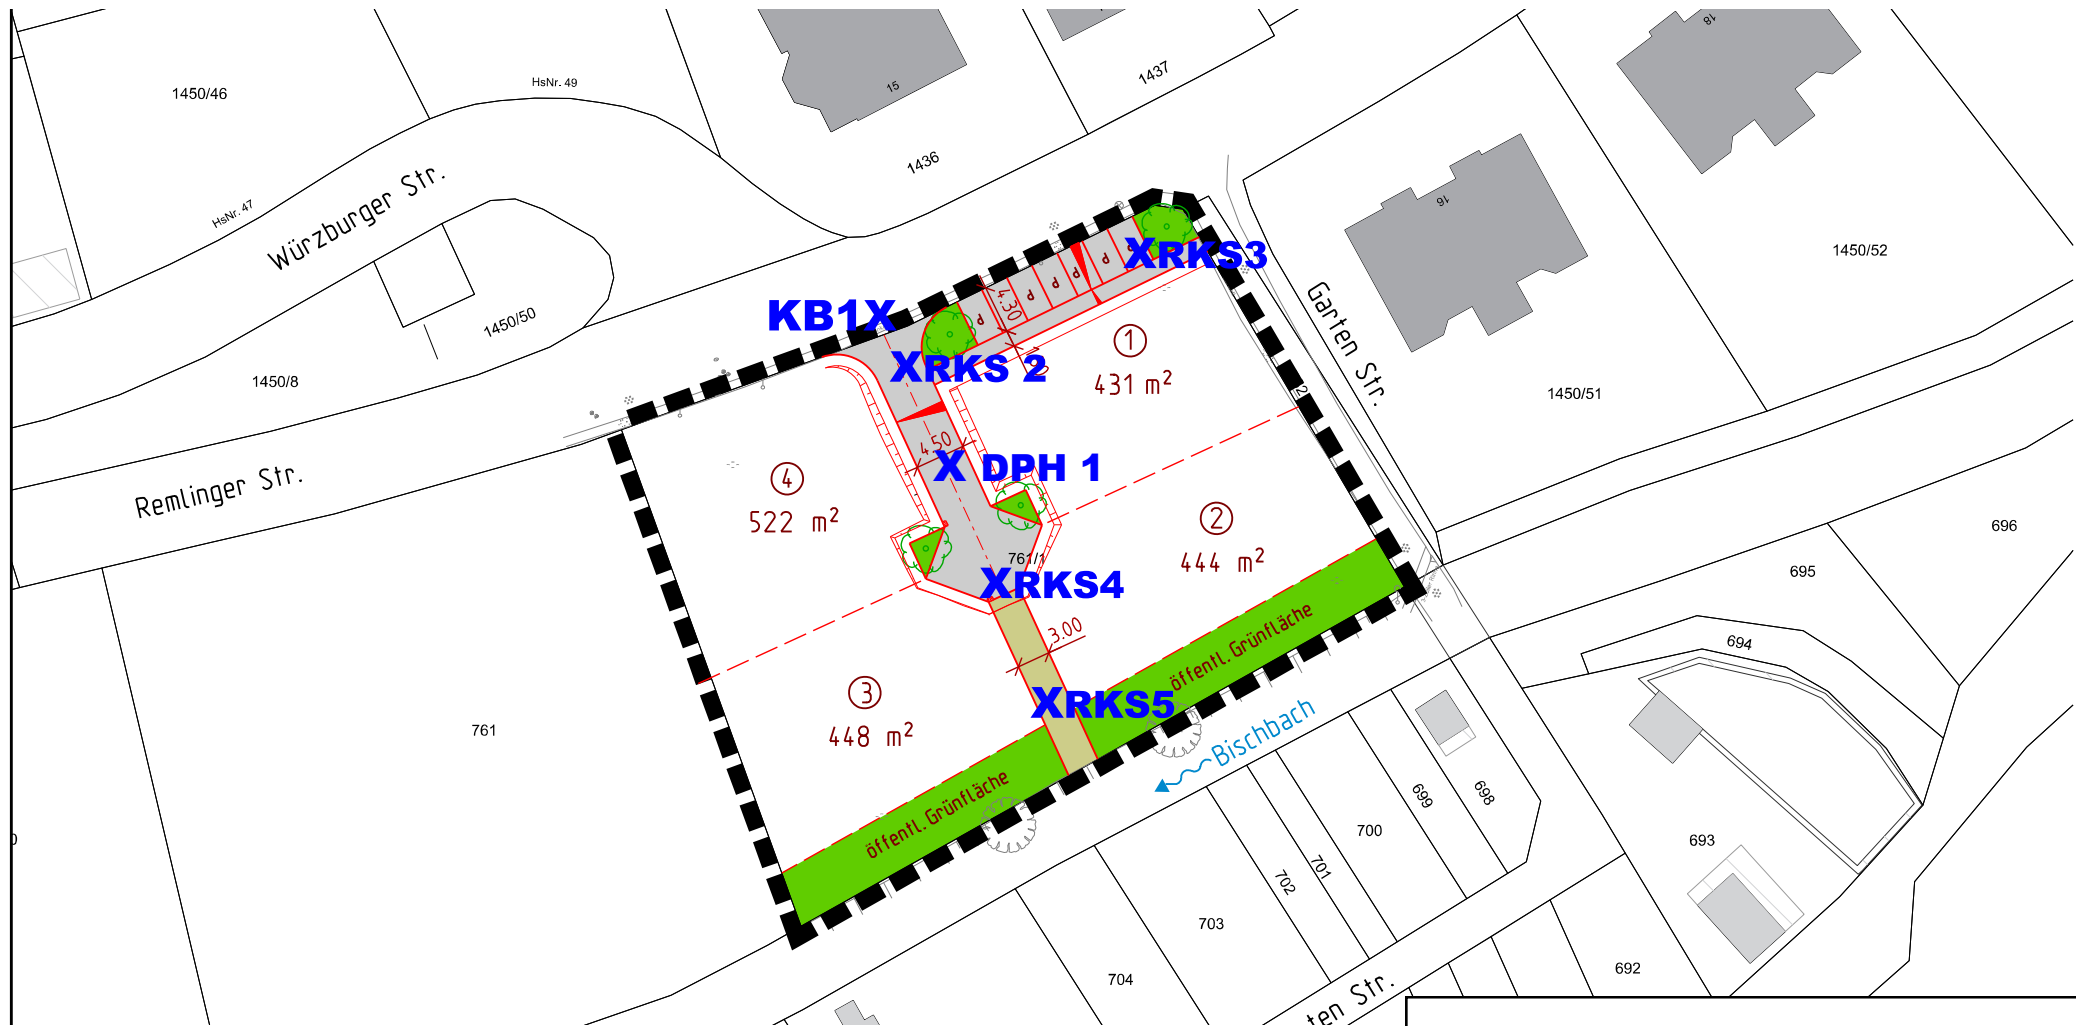 1450/46
HsNr. 49
15
1437
18
1436
HsNr. 47
Würzburger Str.
16
1450/52
XRKS3
P
P
P
P
P
P
4.30
KB1X
1450/50
Garten Str.
1
431 m²
XRKS 2
1450/8
1450/51
4.50
X DPH 1
Remlinger Str.
4
522 m²
2
444 m²
696
761/1
XRKS4
695
3.00
694
öffentl. Grünfläche
3
448 m²
XRKS5
761
Bischbach
699
698
700
693
701
702
öffentl. Grünfläche
703
704
692
ten Str.